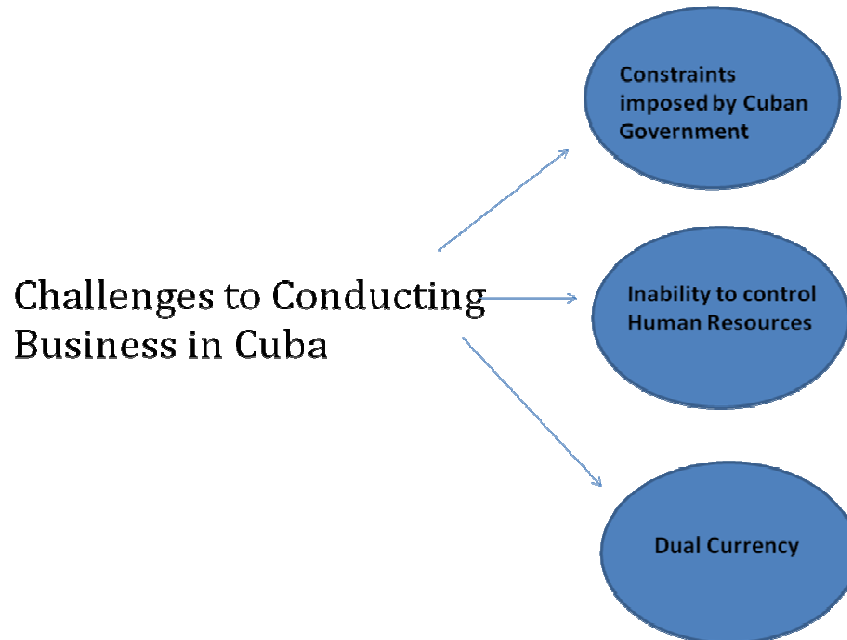 Challenges to Conducting
Business in Cuba
Constraints
imposed by Cuban
Government
Inability to control
Human Resources
Dual Currency